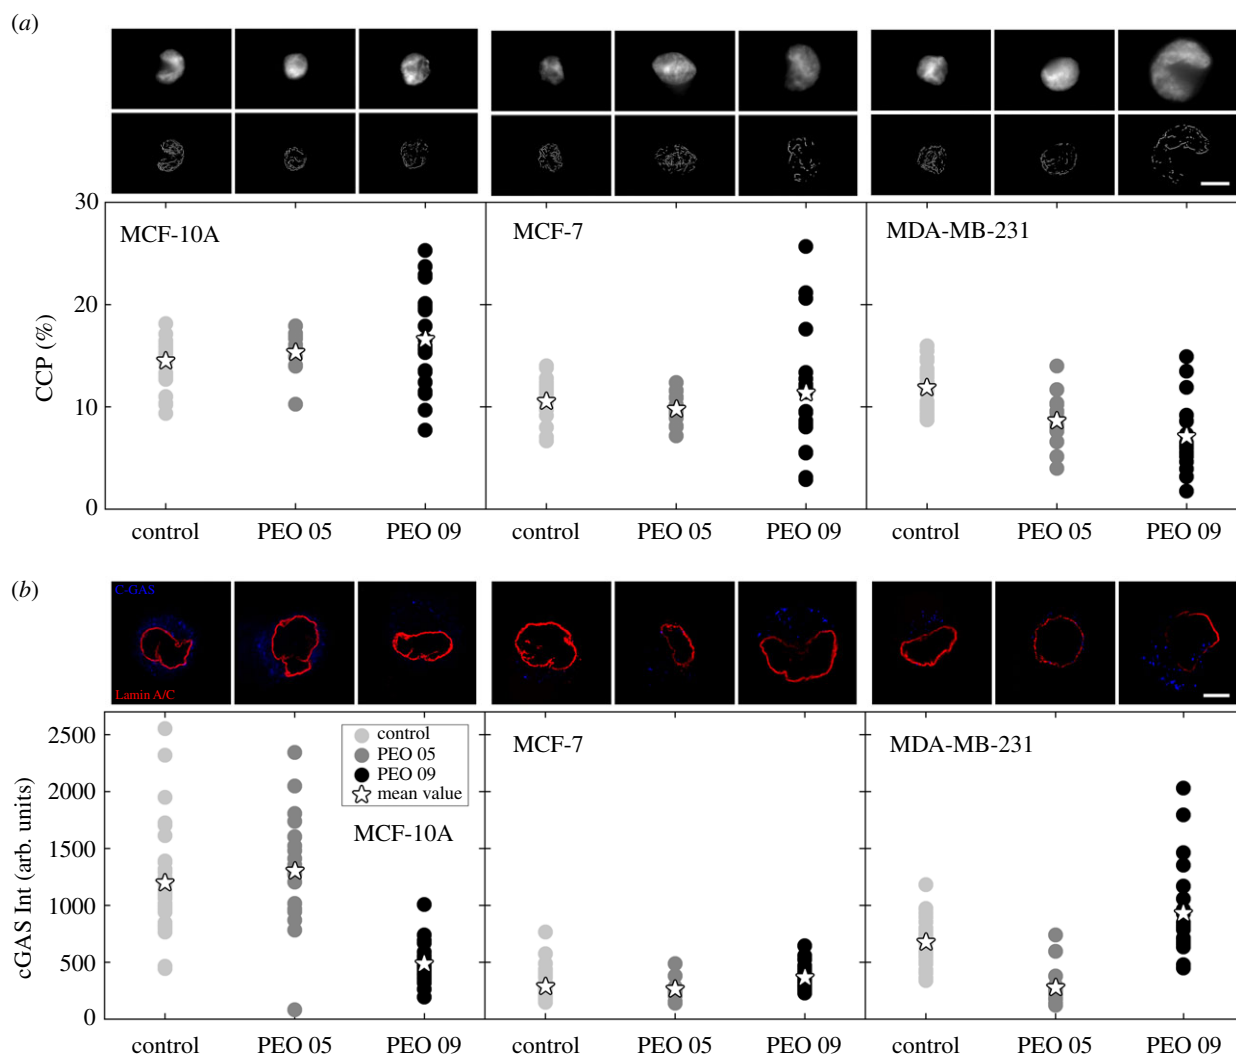 (a)
30
20
10
0
CCP (%)
MCF-10A
MCF-7
MDA-MB-231
control
PEO 05
PEO 09
control
PEO 05
PEO 09
control
PEO 05
PEO 09
(b)
C-GAS
Lamin A/C
2500
2000
1500
1000
500
0
cGAS Int (arb. units)
control
PEO 05
PEO 09
mean value
MCF-10A
MCF-7
MDA-MB-231
control
PEO 05
PEO 09
control
PEO 05
PEO 09
control
PEO 05
PEO 09